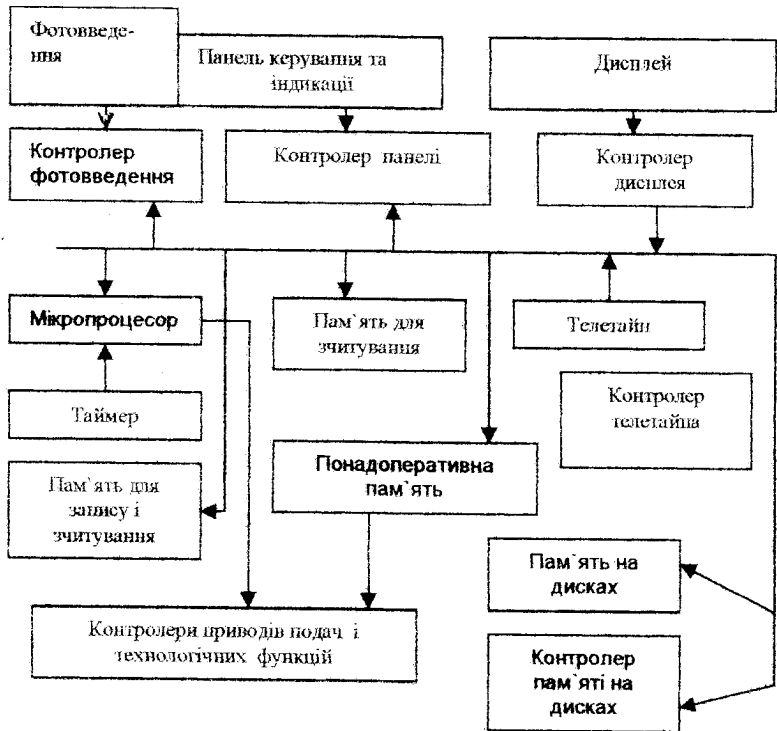 Фотовведе-
ння
Панель керування та
індикації
Дисплей
Контролер
фотовведення
Контролер панелі
Контролер
дисплея
Мікропроцесор
Пам`ять для
зчитування
Телетайп
Таймер
Контролер
телетайпа
Понадоперативна
пам`ять
Пам`ять для
запису і
зчитування
Пам`ять на
дисках
Контролери приводів подач і
технологічних функцій
Контролер
пам`яті на
дисках